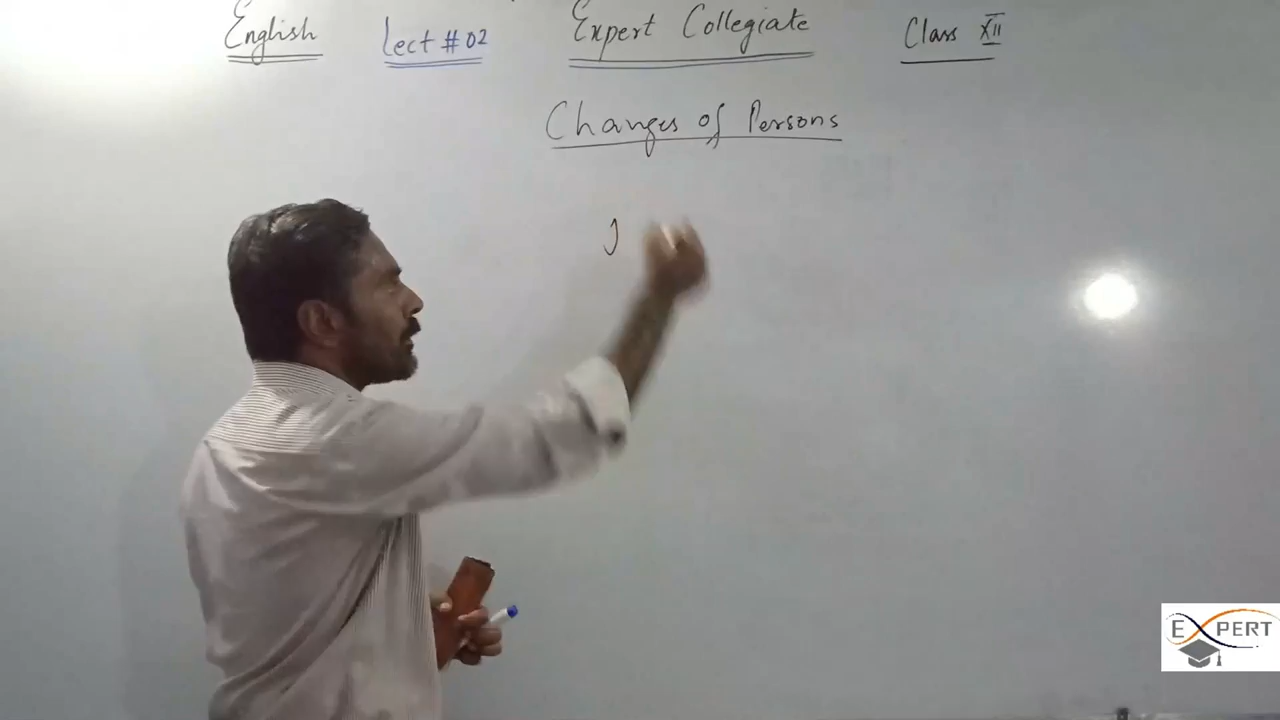 English Lect # 02 Expert Collegiate Class XII
Changes of Persons
EXPERT